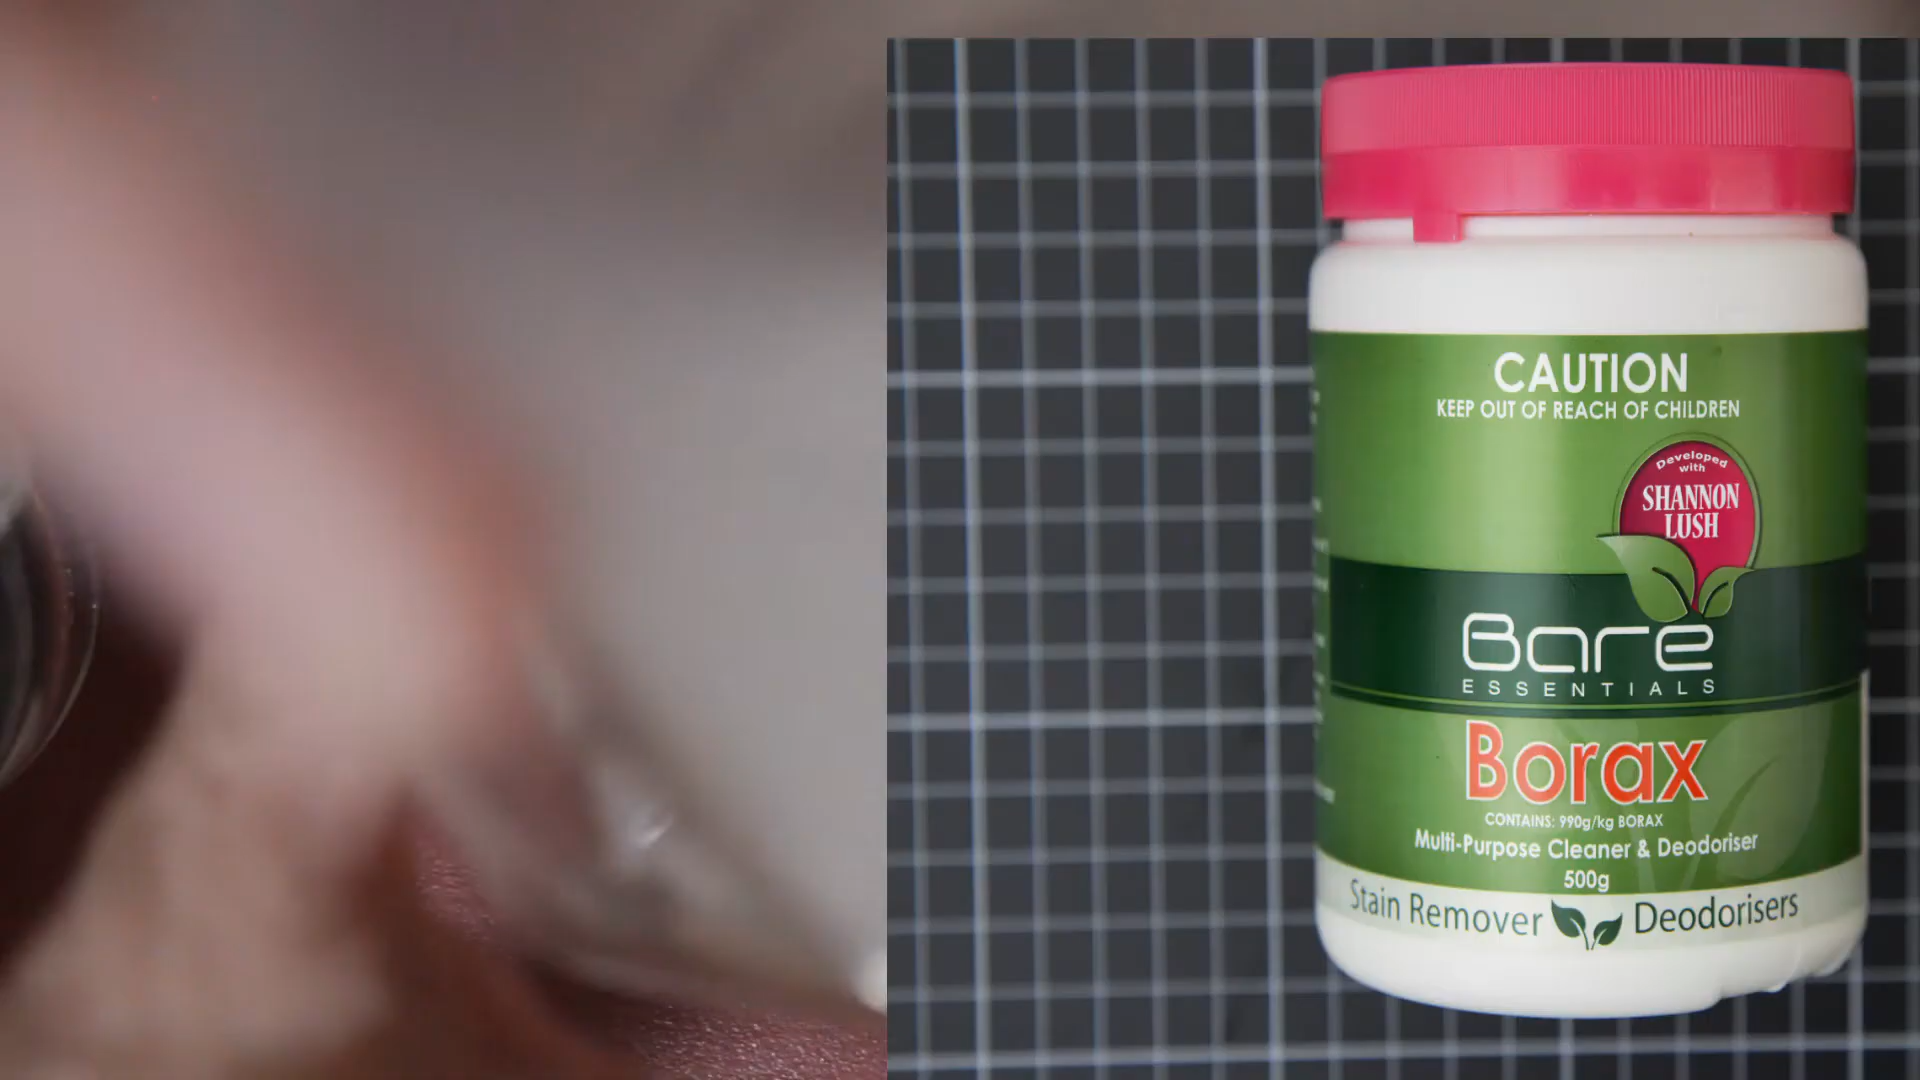 CAUTION
KEEP OUT OF REACH OF CHILDREN
Developed
with
SHANNON
LUSH
Bare
ESSENTIALS
Borax
CONTAINS: 990g/kg BORAX
Multi-Purpose Cleaner & Deodoriser
500g
Stain Remover Deodorisers